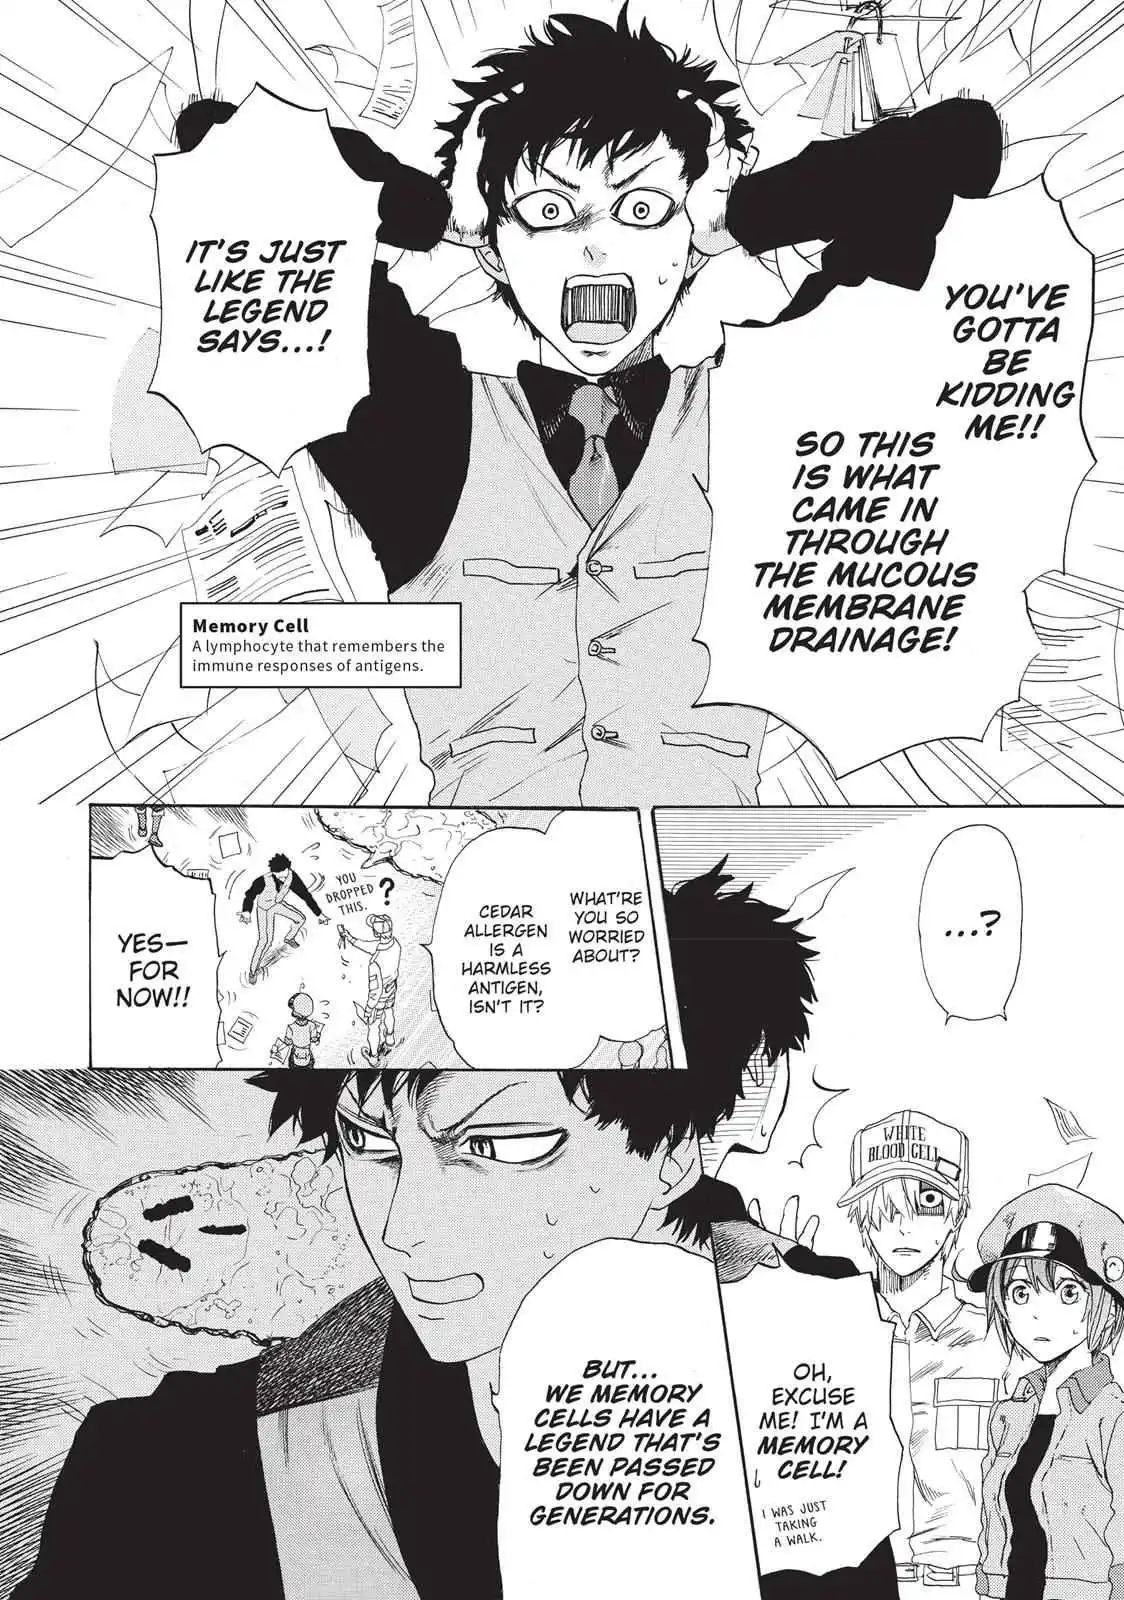 YOU'VE
GOTTA
BE
KIDDING
ME!!
SO THIS
IS WHAT
CAME IN
THROUGH
THE MUCOUS
MEMBRANE
DRAINAGE!
IT'S JUST
LIKE THE
LEGEND
SAYS...!
Memory Cell
A lymphocyte that remembers the
immune responses of antigens.
...?
WHITE
BLOOD CELL
OH,
EXCUSE
ME! I'M A
MEMORY
CELL!
I WAS JUST
TAKING
A WALK.
WHAT'RE
YOU SO
WORRIED
ABOUT?
CEDAR
ALLERGEN
IS A
HARMLESS
ANTIGEN,
ISN'T IT?
YOU
DROPPED
THIS.
?
YES—
FOR
NOW!!
BUT...
WE MEMORY
CELLS HAVE A
LEGEND THAT'S
BEEN PASSED
DOWN FOR
GENERATIONS.